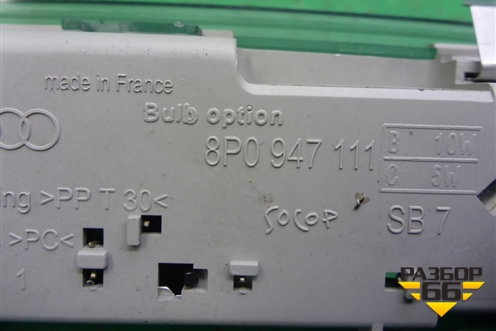 made in France
Bulb option
8P0 947 111
B 10W
C 5W
ng >PP T 30<
SOCOP
SB 7
>PC<
1
РАЗБОР
66